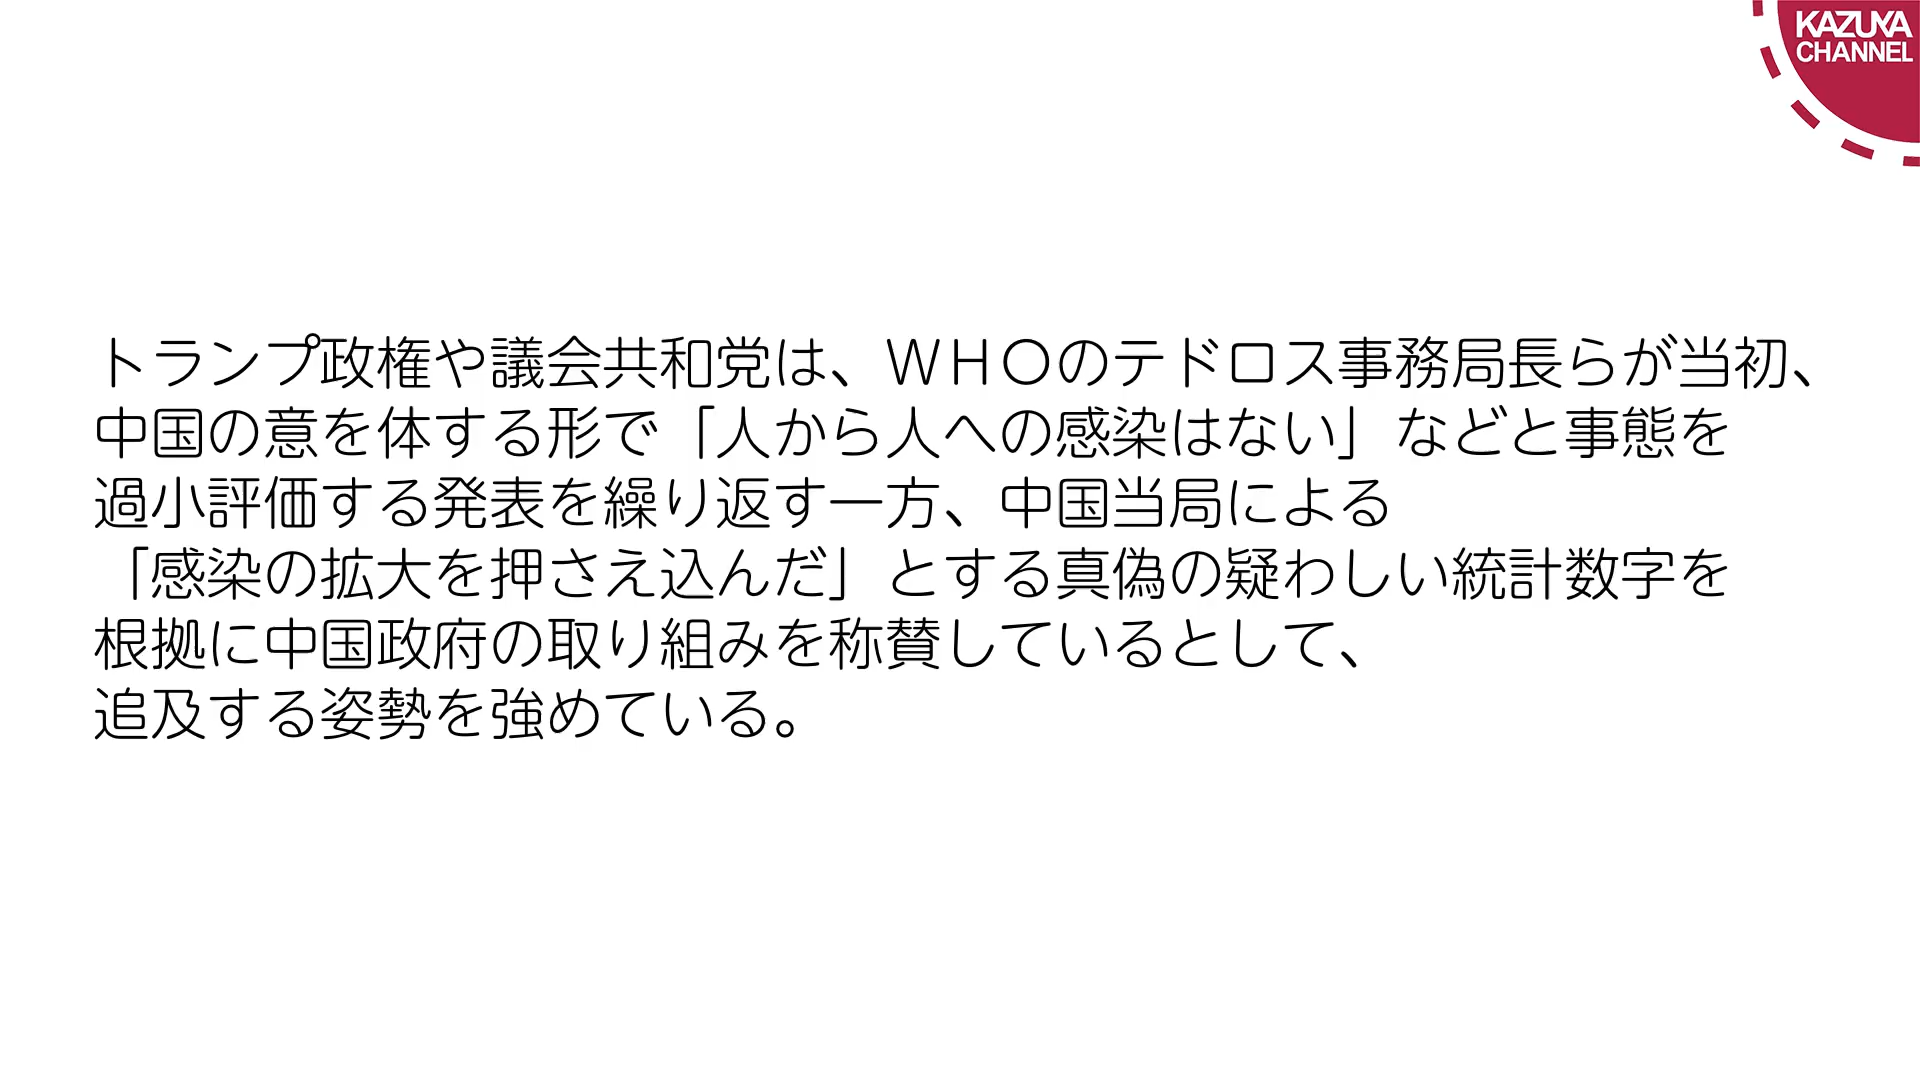 KAZUYA
CHANNEL
トランプ政権や議会共和党は、ＷＨＯのテドロス事務局長らが当初、
中国の意を体する形で「人から人への感染はない」などと事態を
過小評価する発表を繰り返す一方、中国当局による
「感染の拡大を押さえ込んだ」とする真偽の疑わしい統計数字を
根拠に中国政府の取り組みを称賛しているとして、
追及する姿勢を強めている。